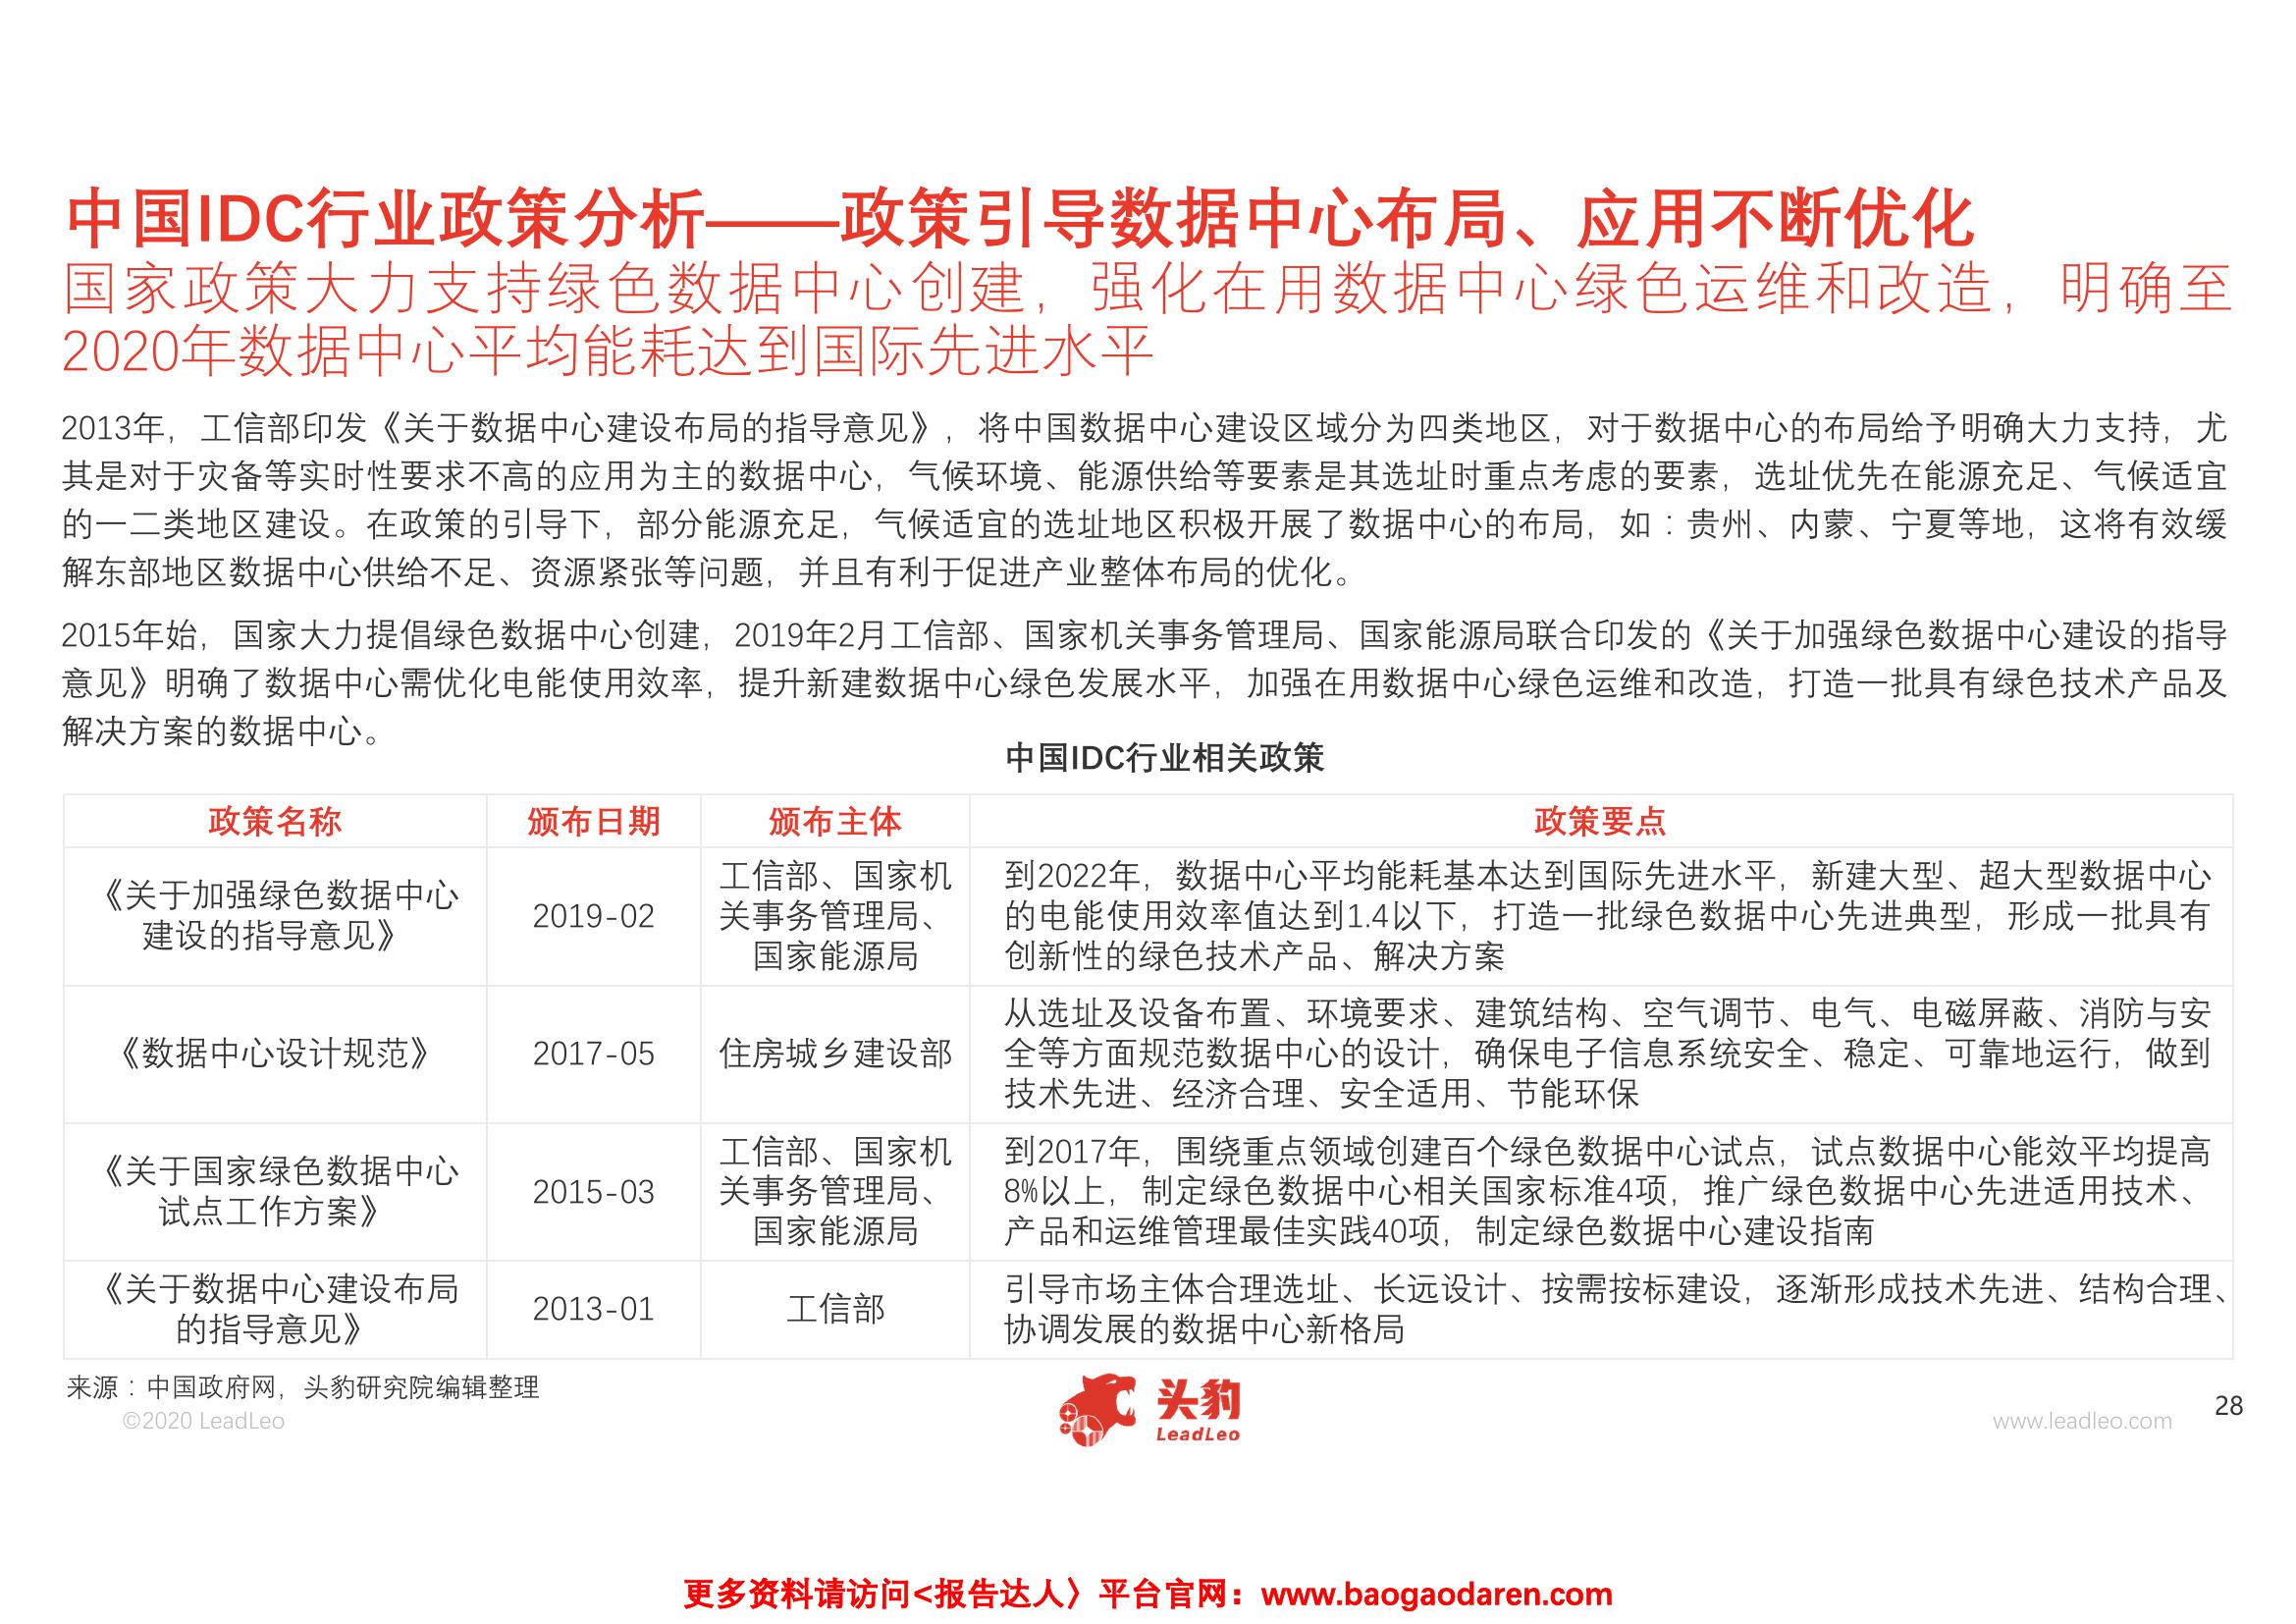 中国IDC行业政策分析——政策引导数据中心布局、应用不断优化
国家政策大力支持绿色数据中心创建，强化在用数据中心绿色运维和改造，明确至
2020年数据中心平均能耗达到国际先进水平
2013年，工信部印发《关于数据中心建设布局的指导意见》，将中国数据中心建设区域分为四类地区，对于数据中心的布局给予明确大力支持，尤
其是对于灾备等实时性要求不高的应用为主的数据中心，气候环境、能源供给等要素是其选址时重点考虑的要素，选址优先在能源充足、气候适宜
的一二类地区建设。在政策的引导下，部分能源充足，气候适宜的选址地区积极开展了数据中心的布局，如：贵州、内蒙、宁夏等地，这将有效缓
解东部地区数据中心供给不足、资源紧张等问题，并且有利于促进产业整体布局的优化。
2015年始，国家大力提倡绿色数据中心创建，2019年2月工信部、国家机关事务管理局、国家能源局联合印发的《关于加强绿色数据中心建设的指导
意见》明确了数据中心需优化电能使用效率，提升新建数据中心绿色发展水平，加强在用数据中心绿色运维和改造，打造一批具有绿色技术产品及
解决方案的数据中心。
中国IDC行业相关政策
政策名称 颁布日期 颁布主体 政策要点
《关于加强绿色数据中心
建设的指导意见》
2019-02
工信部、国家机
关事务管理局、
国家能源局
到2022年，数据中心平均能耗基本达到国际先进水平，新建大型、超大型数据中心
的电能使用效率值达到1.4以下，打造一批绿色数据中心先进典型，形成一批具有
创新性的绿色技术产品、解决方案
《数据中心设计规范》
2017-05
住房城乡建设部
从选址及设备布置、环境要求、建筑结构、空气调节、电气、电磁屏蔽、消防与安
全等方面规范数据中心的设计，确保电子信息系统安全、稳定、可靠地运行，做到
技术先进、经济合理、安全适用、节能环保
《关于国家绿色数据中心
试点工作方案》
2015-03
工信部、国家机
关事务管理局、
国家能源局
到2017年，围绕重点领域创建百个绿色数据中心试点，试点数据中心能效平均提高
8%以上，制定绿色数据中心相关国家标准4项，推广绿色数据中心先进适用技术、
产品和运维管理最佳实践40项，制定绿色数据中心建设指南
《关于数据中心建设布局
的指导意见》
2013-01
工信部
引导市场主体合理选址、长远设计、按需按标建设，逐渐形成技术先进、结构合理、
协调发展的数据中心新格局
来源：中国政府网，头豹研究院编辑整理
©2020 LeadLeo
头豹
LeadLeo
www.leadleo.com
28
更多资料请访问<报告达人〉平台官网：www.baogaodaren.com